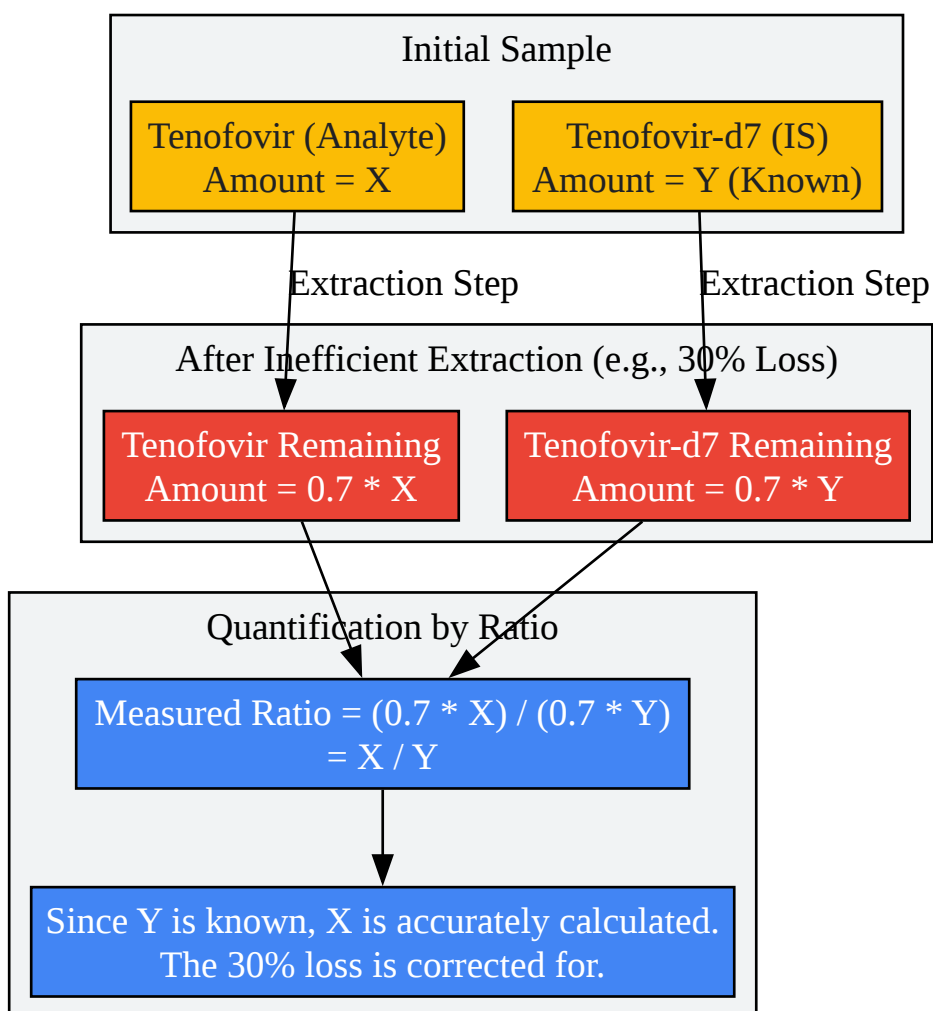 Initial Sample
Tenofovir (Analyte)
Amount = X
Tenofovir-d7 (IS)
Amount = Y (Known)
Extraction Step
Extraction Step
After Inefficient Extraction (e.g., 30% Loss)
Tenofovir Remaining
Amount = 0.7 * X
Tenofovir-d7 Remaining
Amount = 0.7 * Y
Quantification by Ratio
Measured Ratio = (0.7 * X) / (0.7 * Y)
= X / Y
Since Y is known, X is accurately calculated.
The 30% loss is corrected for.